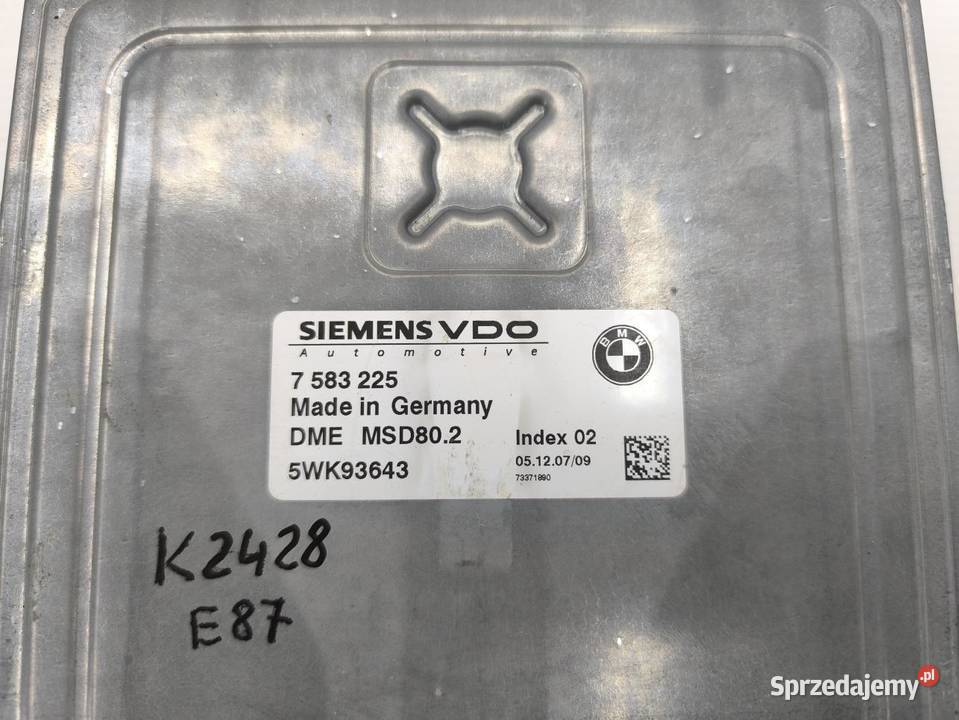 SIEMENS VDO
Automotive
BMW
7 583 225
Made in Germany
DME MSD80.2
Index 02
5WK93643
05.12.07/09
73371890
K2428
E87
Sprzedajemy.pl